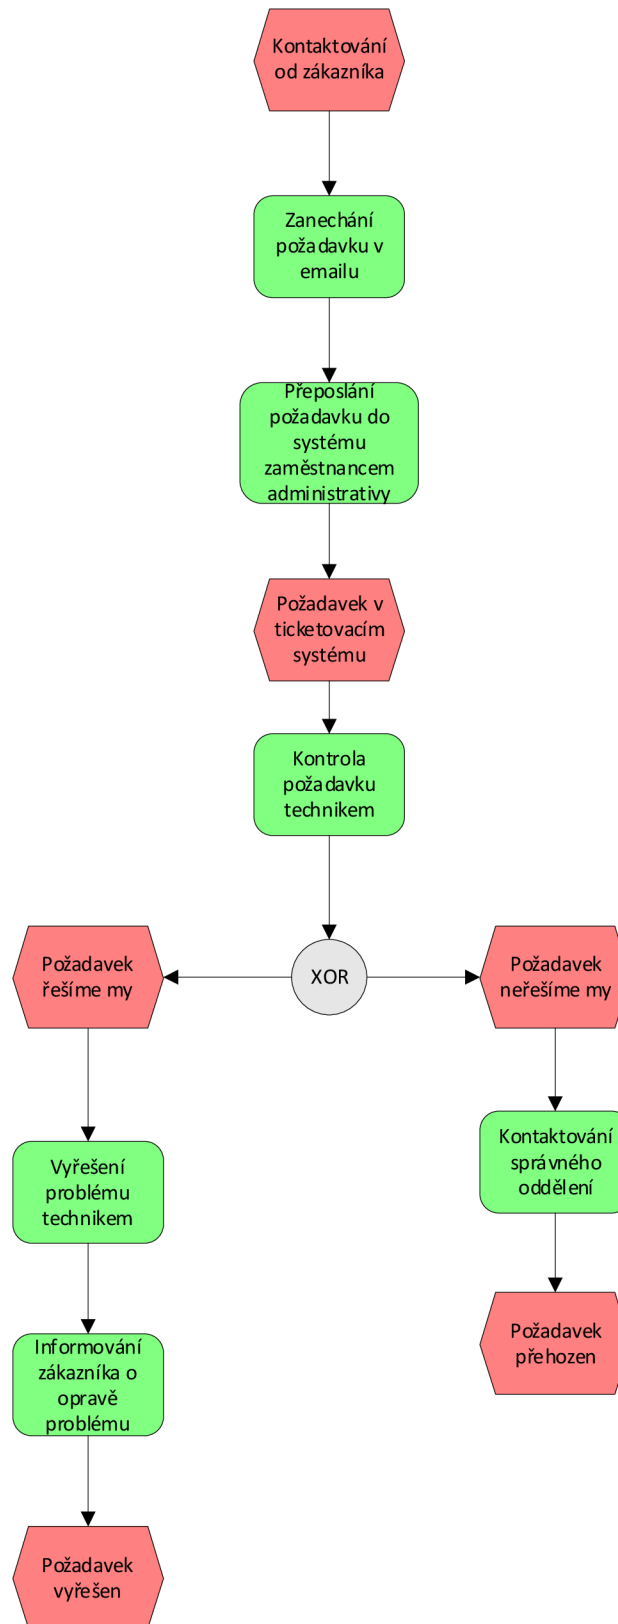 Kontaktování
od zákazníka
Zanechání
požadavku v
emailu
Přeposlání
požadavku do
systému
zaměstnancem
administrativy
Požadavek v
ticketovacím
systému
Kontrola
požadavku
technikem
Požadavek
řešíme my
XOR
Požadavek
neřešíme my
Vyřešení
problému
technikem
Kontaktování
správného
oddělení
Informování
zákazníka o
opravě
problému
Požadavek
přehozen
Požadavek
vyřešen